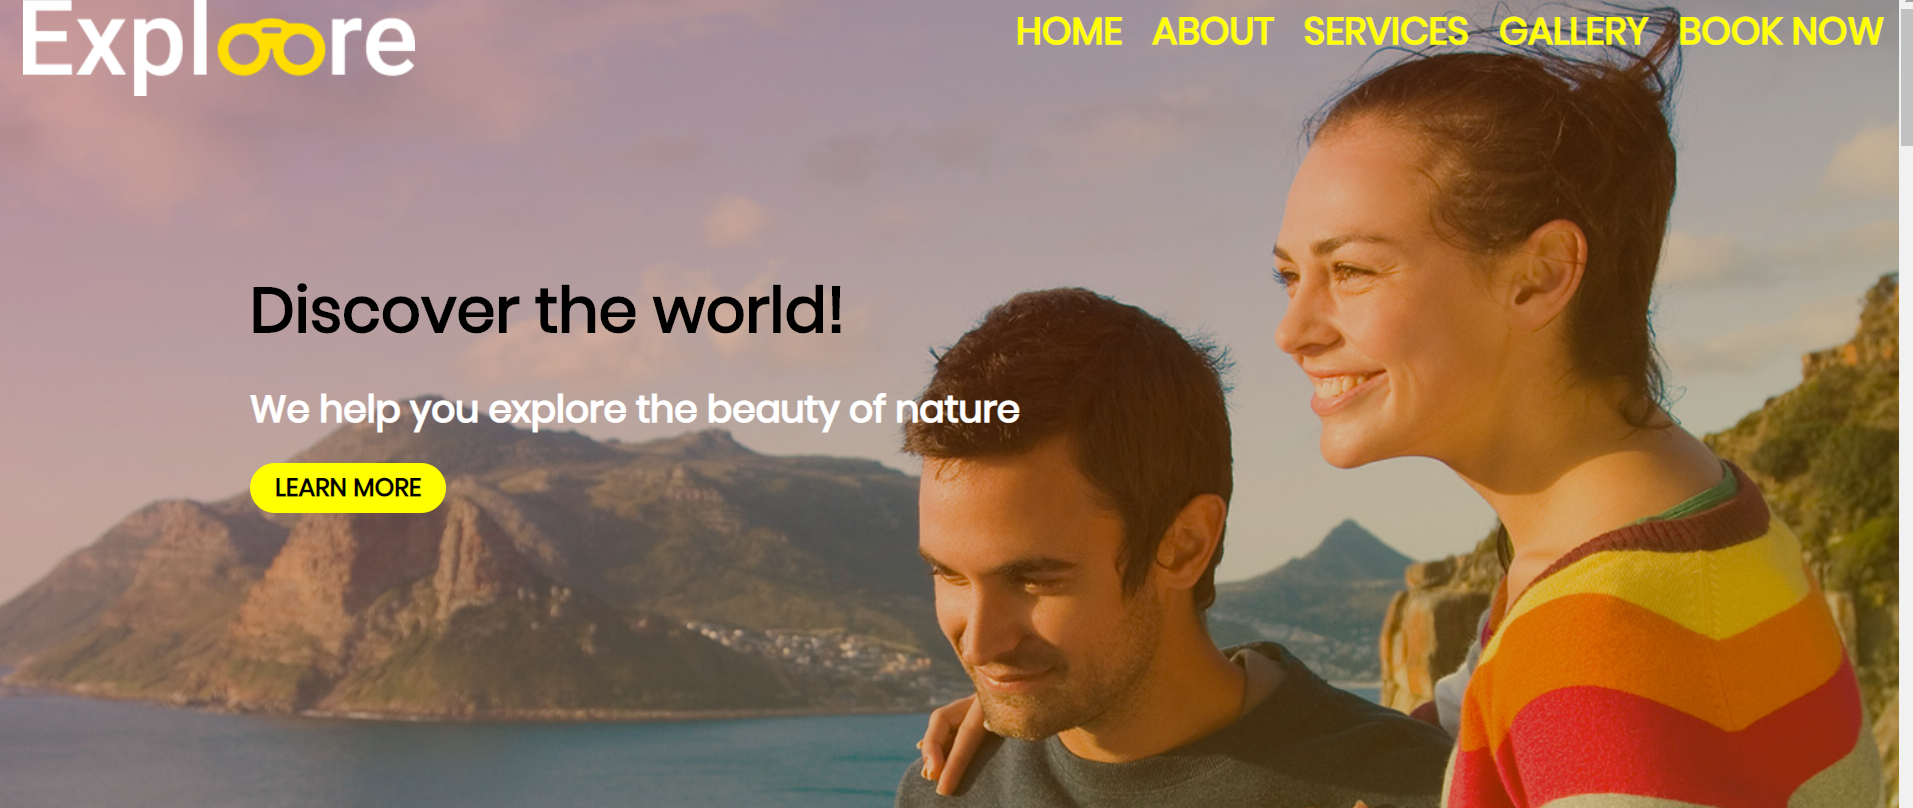 Exploore
HOME ABOUT SERVICES GALLERY BOOK NOW
Discover the world!
We help you explore the beauty of nature
LEARN MORE